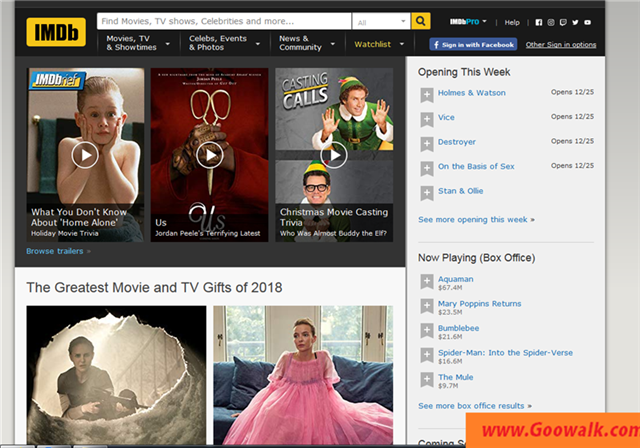 IMDb
Find Movies, TV shows, Celebrities and more...
All
IMDbPro
Help
Movies, TV
& Showtimes
Celebs, Events
& Photos
News &
Community
Watchlist
Sign in with Facebook
Other Sign in options
IMDbrief
What You Don't Know
About 'Home Alone'
Holiday Movie Trivia
Us
Us
Jordan Peele's Terrifying Latest
CASTING
CALLS
Christmas Movie Casting
Trivia
Who Was Almost Buddy the Elf?
Browse trailers »
The Greatest Movie and TV Gifts of 2018
Opening This Week
Holmes & Watson Opens 12/25
Vice Opens 12/25
Destroyer Opens 12/25
On the Basis of Sex Opens 12/25
Stan & Ollie
See more opening this week »
Now Playing (Box Office)
Aquaman
$67.4M
Mary Poppins Returns
$23.5M
Bumblebee
$21.6M
Spider-Man: Into the Spider-Verse
$16.6M
The Mule
$9.7M
See more box office results »
Coming
www.Goowalk.com